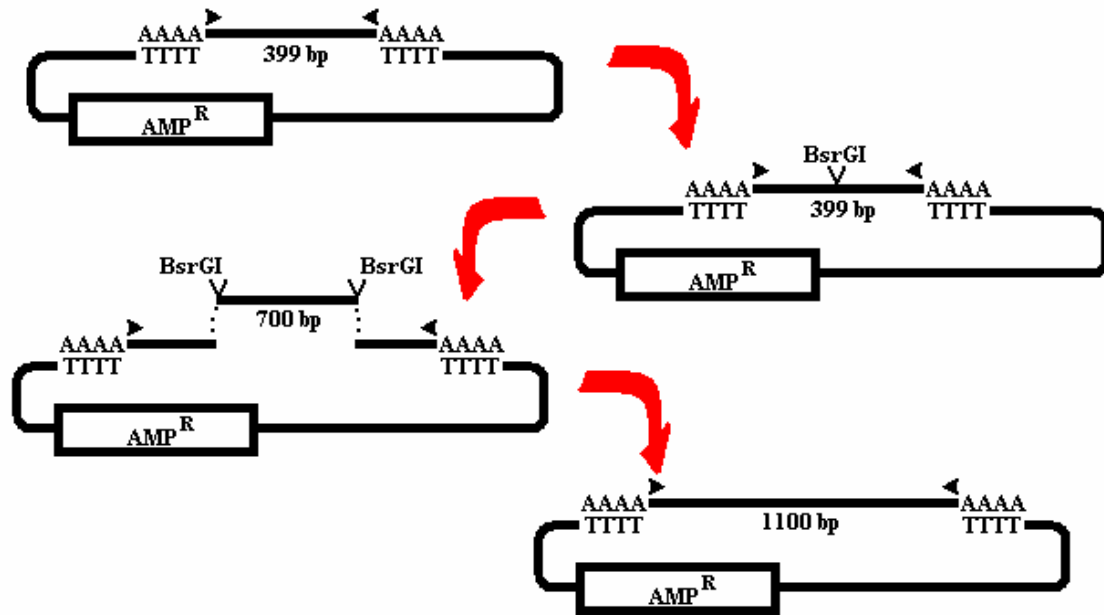 AAAA AAAA
TTTT 399 bp TTTT
AMP^R
BsrGI
AAAA AAAA
TTTT 399 bp TTTT
AMP^R
BsrGI BsrGI
700 bp
AAAA AAAA
TTTT TTTT
AMP^R
AAAA AAAA
TTTT 1100 bp TTTT
AMP^R